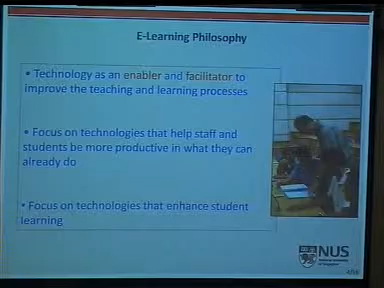 E-Learning Philosophy
• Technology as an enabler and facilitator to
improve the teaching and learning processes
• Focus on technologies that help staff and
students be more productive in what they can
already do
• Focus on technologies that enhance student
learning
NUS
National University
of Singapore